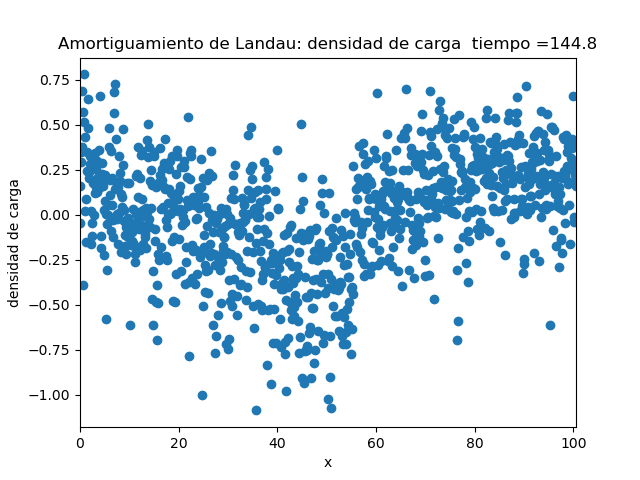 Amortiguamiento de Landau: densidad de carga  tiempo =144.8
densidad de carga
0.75
0.50
0.25
0.00
−0.25
−0.50
−0.75
−1.00
0 20 40 60 80 100
x